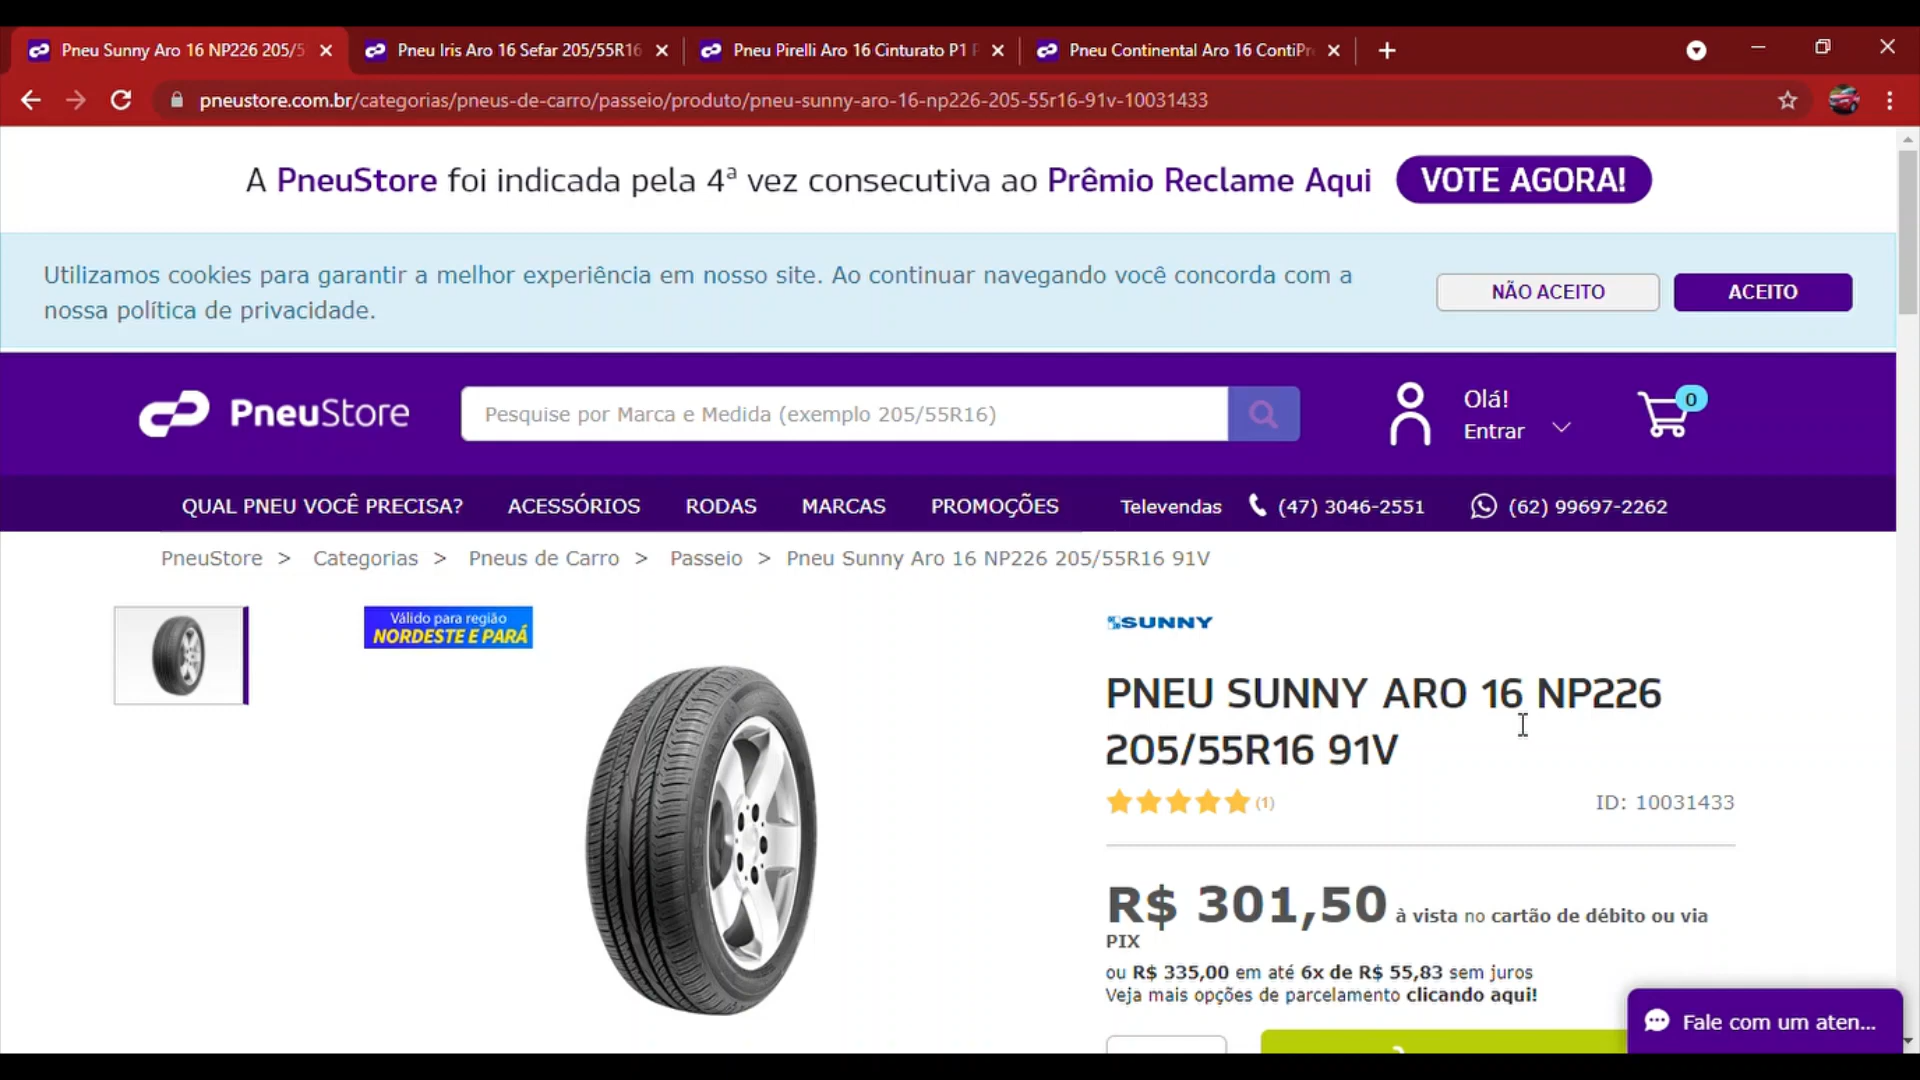 Pneu Sunny Aro 16 NP226 205/5
Pneu Iris Aro 16 Sefar 205/55R16
Pneu Pirelli Aro 16 Cinturato P1 P
Pneu Continental Aro 16 ContiPr
pneustore.com.br/categorias/pneus-de-carro/passeio/produto/pneu-sunny-aro-16-np226-205-55r16-91v-10031433
A PneuStore foi indicada pela 4ª vez consecutiva ao Prêmio Reclame Aqui VOTE AGORA!
Utilizamos cookies para garantir a melhor experiência em nosso site. Ao continuar navegando você concorda com a
nossa política de privacidade.
NÃO ACEITO
ACEITO
PneuStore
Pesquise por Marca e Medida (exemplo 205/55R16)
Olá!
Entrar
0
QUAL PNEU VOCÊ PRECISA? ACESSÓRIOS RODAS MARCAS PROMOÇÕES Televendas (47) 3046-2551 (62) 99697-2262
PneuStore > Categorias > Pneus de Carro > Passeio > Pneu Sunny Aro 16 NP226 205/55R16 91V
Válido para região
NORDESTE E PARÁ
SUNNY
PNEU SUNNY ARO 16 NP226
205/55R16 91V
(1)
ID: 10031433
R$ 301,50 à vista no cartão de débito ou via
PIX
ou R$ 335,00 em até 6x de R$ 55,83 sem juros
Veja mais opções de parcelamento clicando aqui!
Fale com um aten...